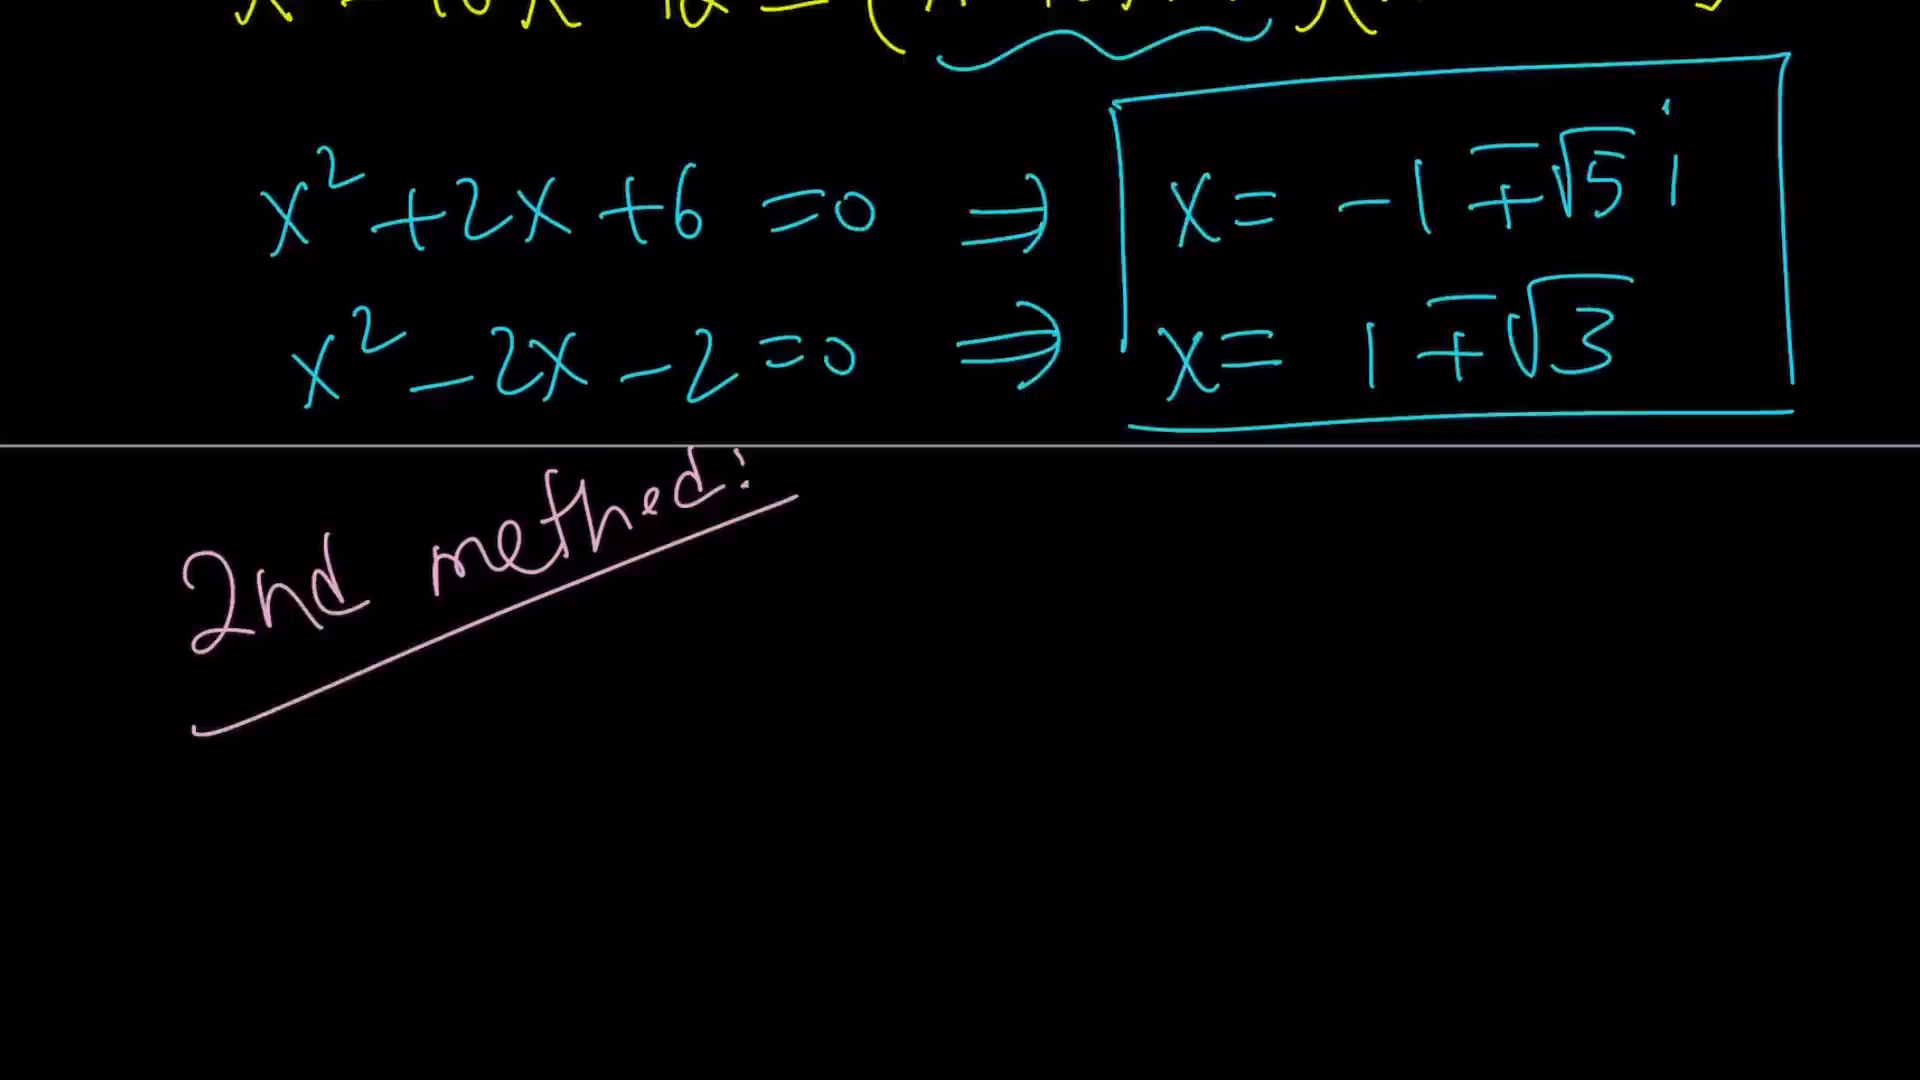 x² + 2x + 6 = 0 ⇒ x = -1 ∓ √5 i
x² - 2x - 2 = 0 ⇒ x = 1 ∓ √3
2nd method: